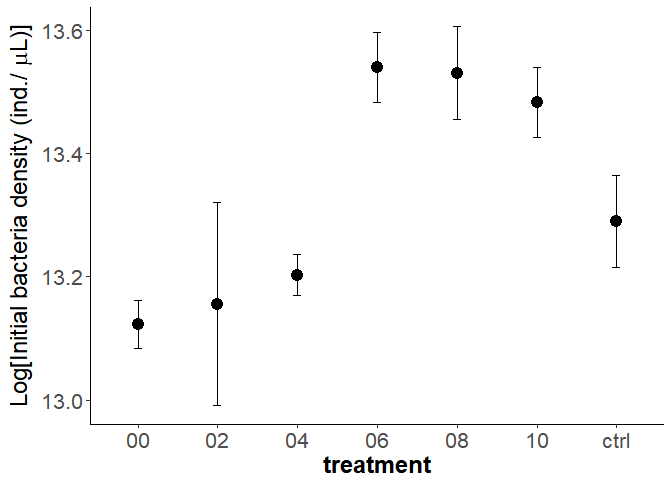 Log[Initial bacteria density (ind./ μL)]
13.6
13.4
13.2
13.0
00 02 04 06 08 10 ctrl
treatment